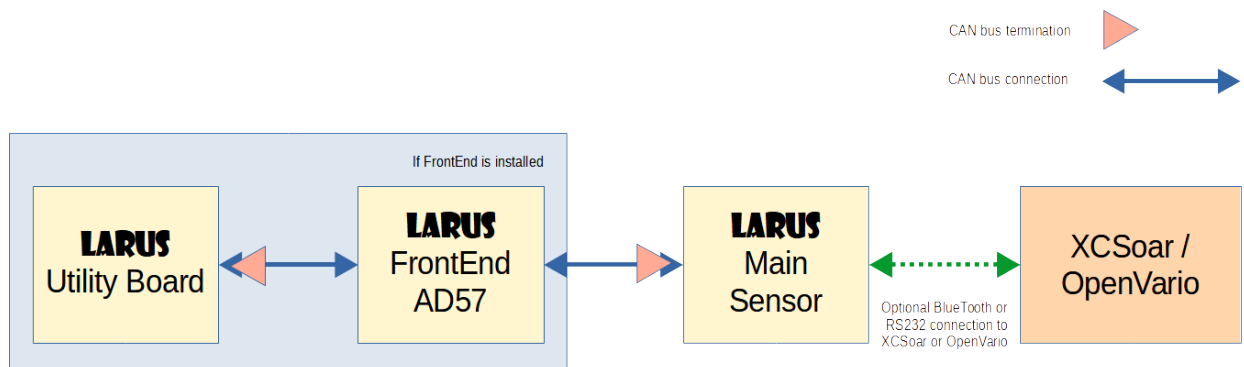 CAN bus termination
CAN bus connection
If FrontEnd is installed
LARUS
Utility Board
LARUS
FrontEnd
AD57
LARUS
Main
Sensor
Optional BlueTooth or
RS232 connection to
XCSoar or OpenVario
XCSoar /
OpenVario